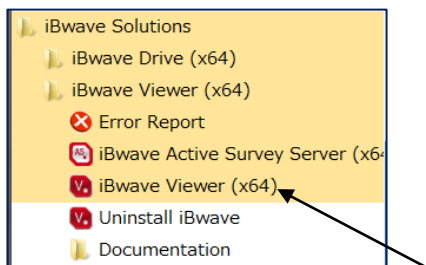 iBwave Solutions
iBwave Drive (x64)
iBwave Viewer (x64)
Error Report
iBwave Active Survey Server (x6
iBwave Viewer (x64)
Uninstall iBwave
Documentation